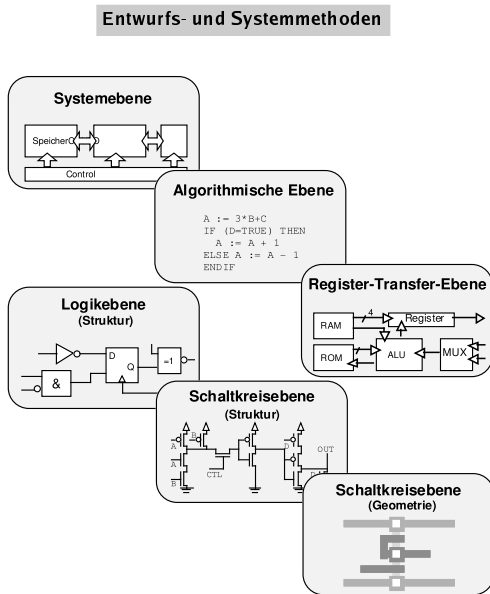 Entwurfs- und Systemmethoden
Systemebene
Speicher
Control
Algorithmische Ebene
A := 3*B+C
IF (D=TRUE) THEN
A := A + 1
ELSE A := A - 1
ENDIF
Register-Transfer-Ebene
4
RAM
Register
ROM
ALU
MUX
Logikebene
(Struktur)
D
Q
=1
&
Schaltkreisebene
(Struktur)
B
A
D
OUT
A
CTL
B
D
Schaltkreisebene
(Geometrie)